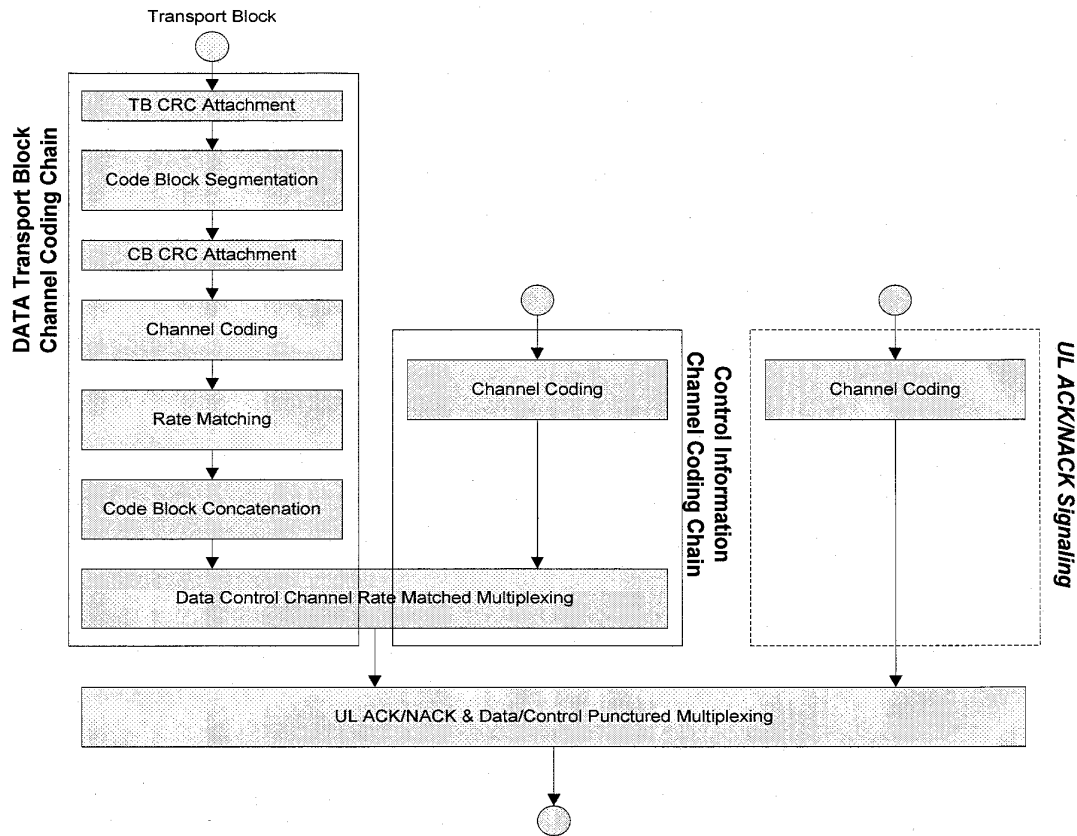 Transport Block
DATA Transport Block
Channel Coding Chain
TB CRC Attachment
Code Block Segmentation
CB CRC Attachment
Channel Coding
Rate Matching
Code Block Concatenation
Channel Coding
Control Information
Channel Coding Chain
Channel Coding
UL ACK/NACK Signaling
Data Control Channel Rate Matched Multiplexing
UL ACK/NACK & Data/Control Punctured Multiplexing